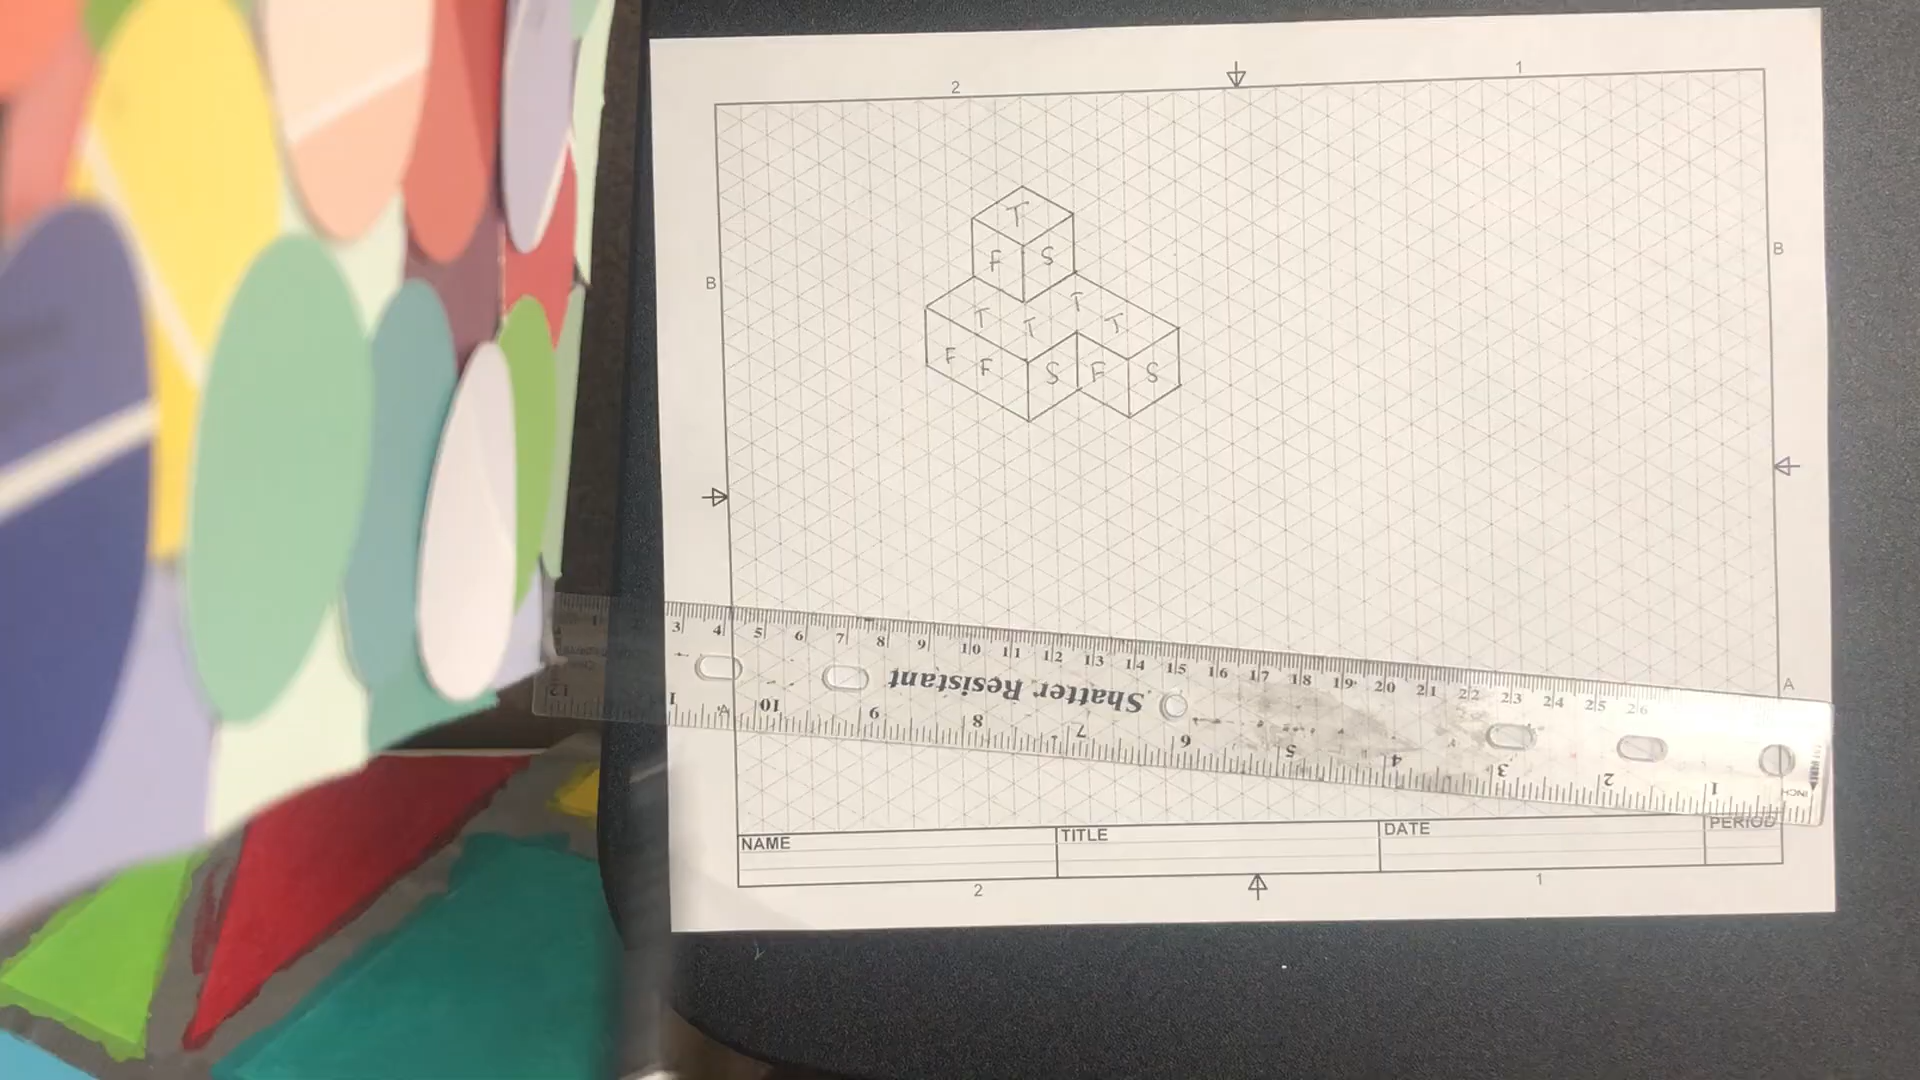 2 1
T
F S
B B
T T T T
F F S F S
A
3 4 5 6 7 8 9 10 11 12 13 14 15 16 17 18 19 20 21 22 23 24 25 26
Shatter Resistant
12 1 A 10 9 8 7 6 5 4 3 2 1
INCH
NAME TITLE DATE PERIOD
2 1